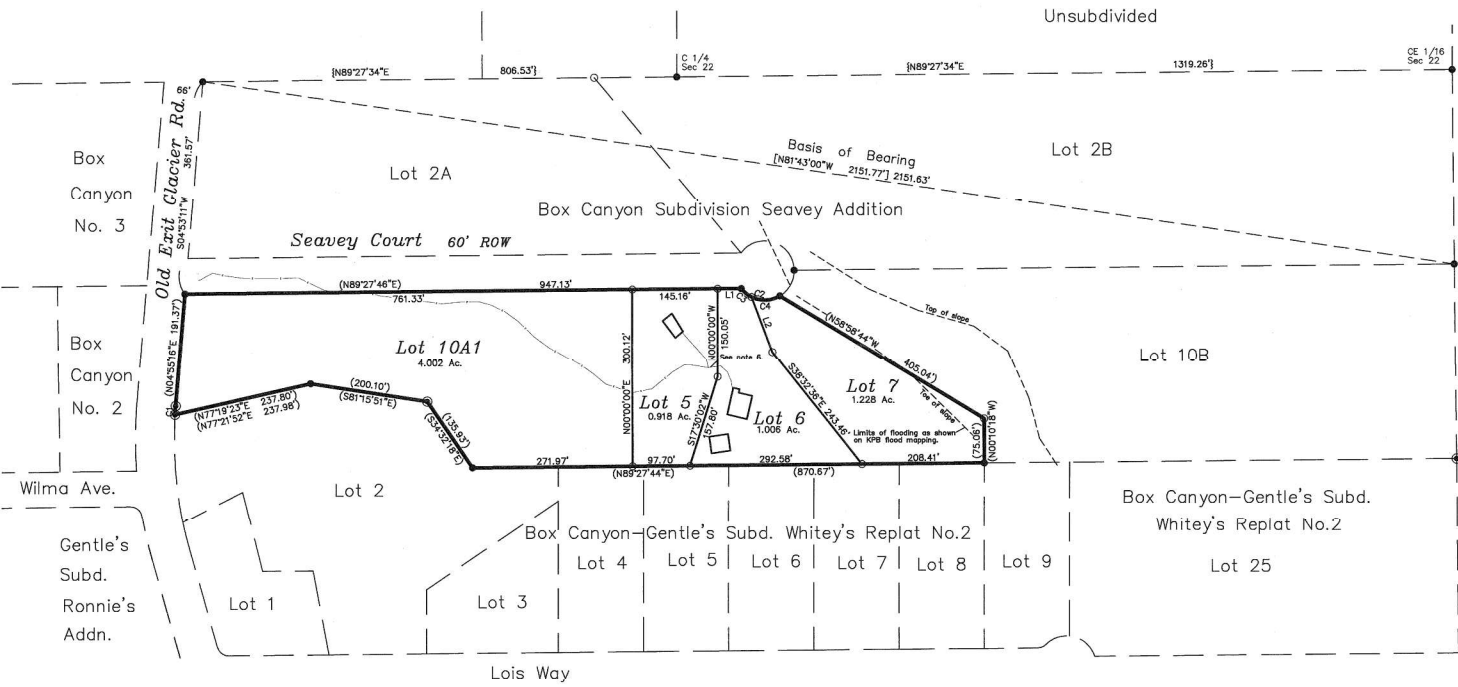 Unsubdivided
{N89°27'34"E 806.53'}
C 1/4
Sec 22
{N89°27'34"E 1319.26'}
CE 1/16
Sec 22
66'
Old Exit Glacier Rd.
S04°53'11"W 361.57'
Box
Canyon
No. 3
Lot 2A
Basis of Bearing
[N81°43'00"W 2151.77'] 2151.63'
Lot 2B
Box Canyon Subdivision Seavey Addition
Seavey Court 60' ROW
(N89°27'46"E) 947.13'
761.33'
145.16'
L1
C3
C2
C4
L2
Top of slope
(N04°55'16"E 191.37')
Box
Canyon
No. 2
Lot 10A1
4.002 Ac.
300.12'
N00°00'00"E
N00°00'00"W
150.05'
See note 6
(N58°58'44"W 405.04')
Lot 10B
Lot 7
1.228 Ac.
Toe of slope
S38°32'36"E 243.46'
Lot 5
0.918 Ac.
S17°30'02"W
157.80'
Lot 6
1.006 Ac.
Limits of flooding as shown
on KPB flood mapping.
(75.06')
(N00°10'18"W)
C1
(N77°19'23"E 237.80')
(N77°21'52"E 237.98')
(200.10')
(S81°15'51"E)
(135.93')
(S34°32'18"E)
271.97'
97.70'
292.58'
208.41'
(N89°27'44"E)
(870.67')
Wilma Ave.
Lot 2
Box Canyon-Gentle's Subd.
Whitey's Replat No.2
Lot 25
Box Canyon-Gentle's Subd. Whitey's Replat No.2
Gentle's
Subd.
Ronnie's
Addn.
Lot 1
Lot 3
Lot 4
Lot 5
Lot 6
Lot 7
Lot 8
Lot 9
Lois Way